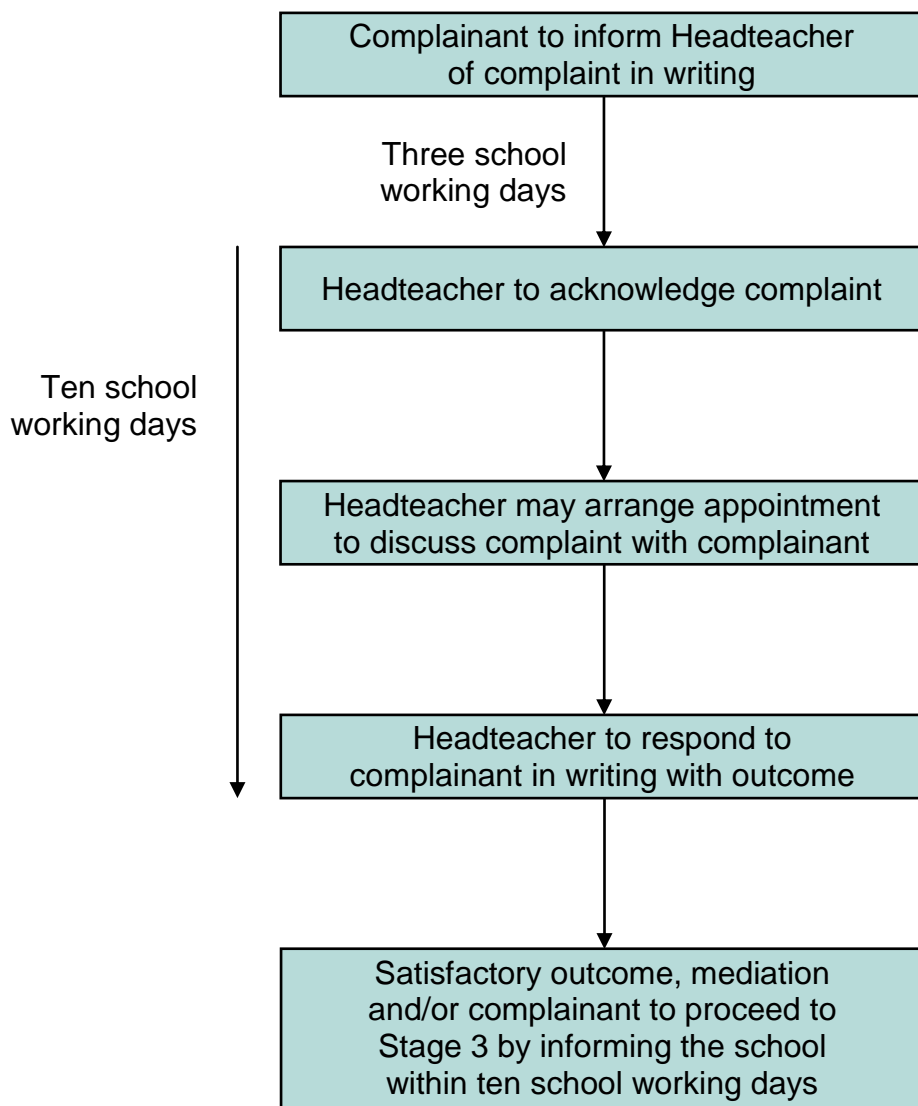 Complainant to inform Headteacher
of complaint in writing
Three school
working days
Headteacher to acknowledge complaint
Ten school
working days
Headteacher may arrange appointment
to discuss complaint with complainant
Headteacher to respond to
complainant in writing with outcome
Satisfactory outcome, mediation
and/or complainant to proceed to
Stage 3 by informing the school
within ten school working days